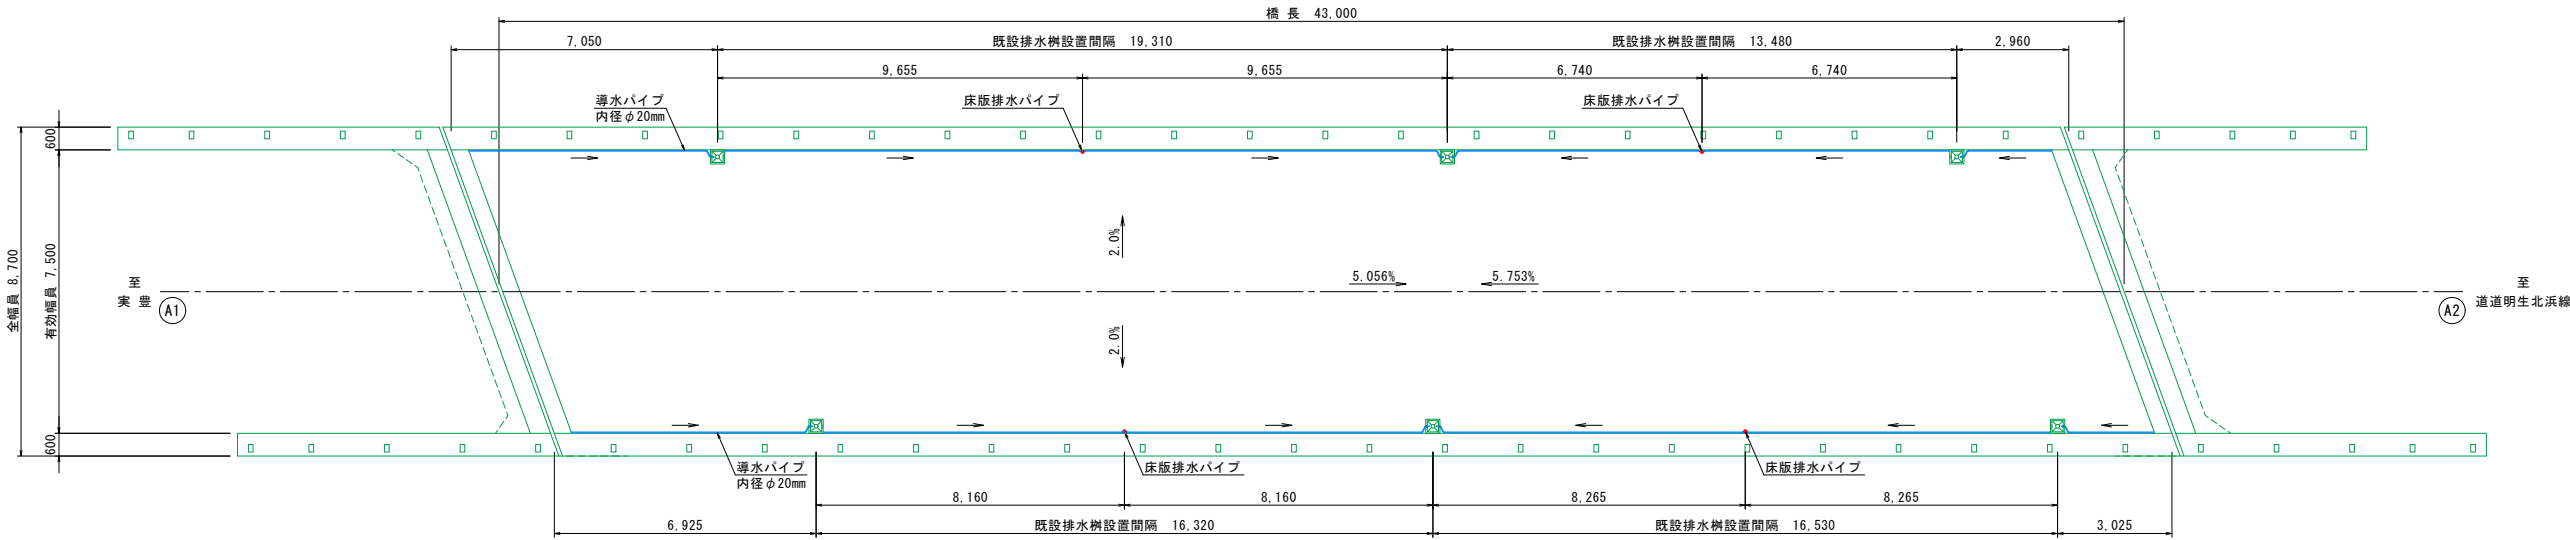 橋 長 43,000
7,050
既設排水桝設置間隔 19,310
既設排水桝設置間隔 13,480
2,960
9,655
9,655
6,740
6,740
導水パイプ
内径φ20mm
床版排水パイプ
床版排水パイプ
600
有効幅員 7,500
全幅員 8,700
600
2.0%
2.0%
5.056%
5.753%
至
実 豊
A1
至
道道明生北浜線
A2
導水パイプ
内径φ20mm
床版排水パイプ
床版排水パイプ
8,160
8,160
8,265
8,265
6,925
既設排水桝設置間隔 16,320
既設排水桝設置間隔 16,530
3,025